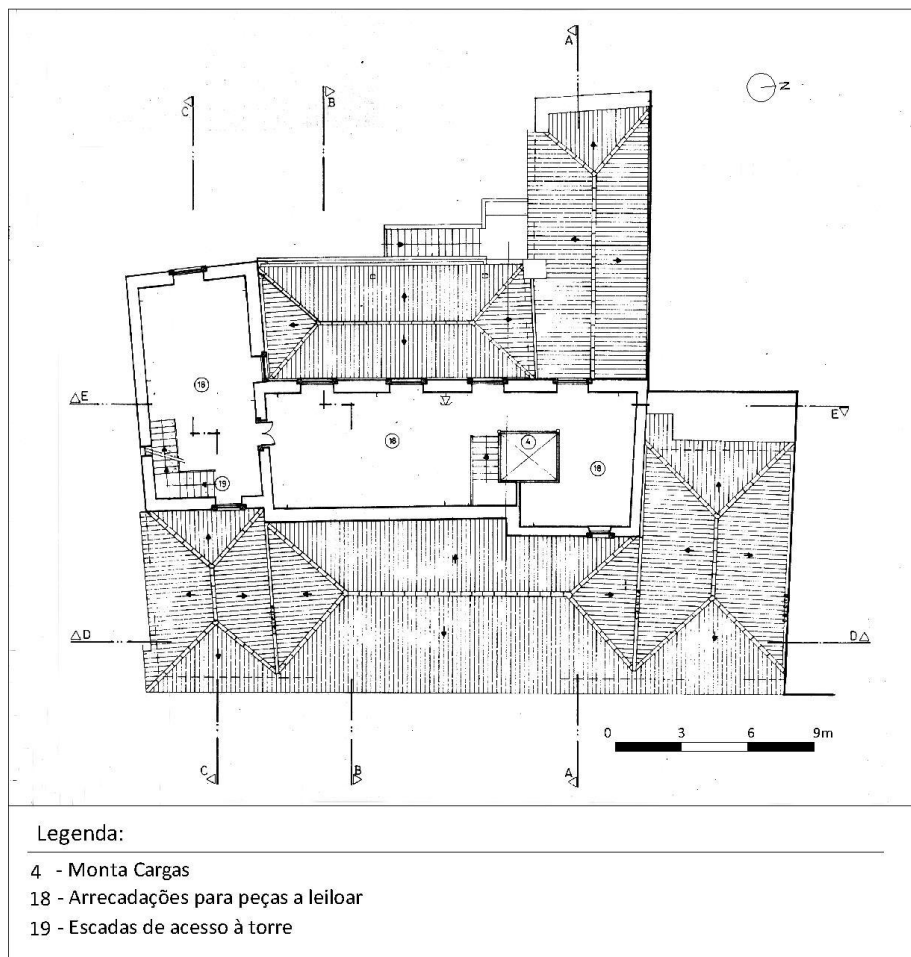 A
N
C
B
18
E
E
18
4
18
19
D
D
0 3 6 9m
C
B
A
Legenda:
4 - Monta Cargas
18 - Arrecadações para peças a leiloar
19 - Escadas de acesso à torre